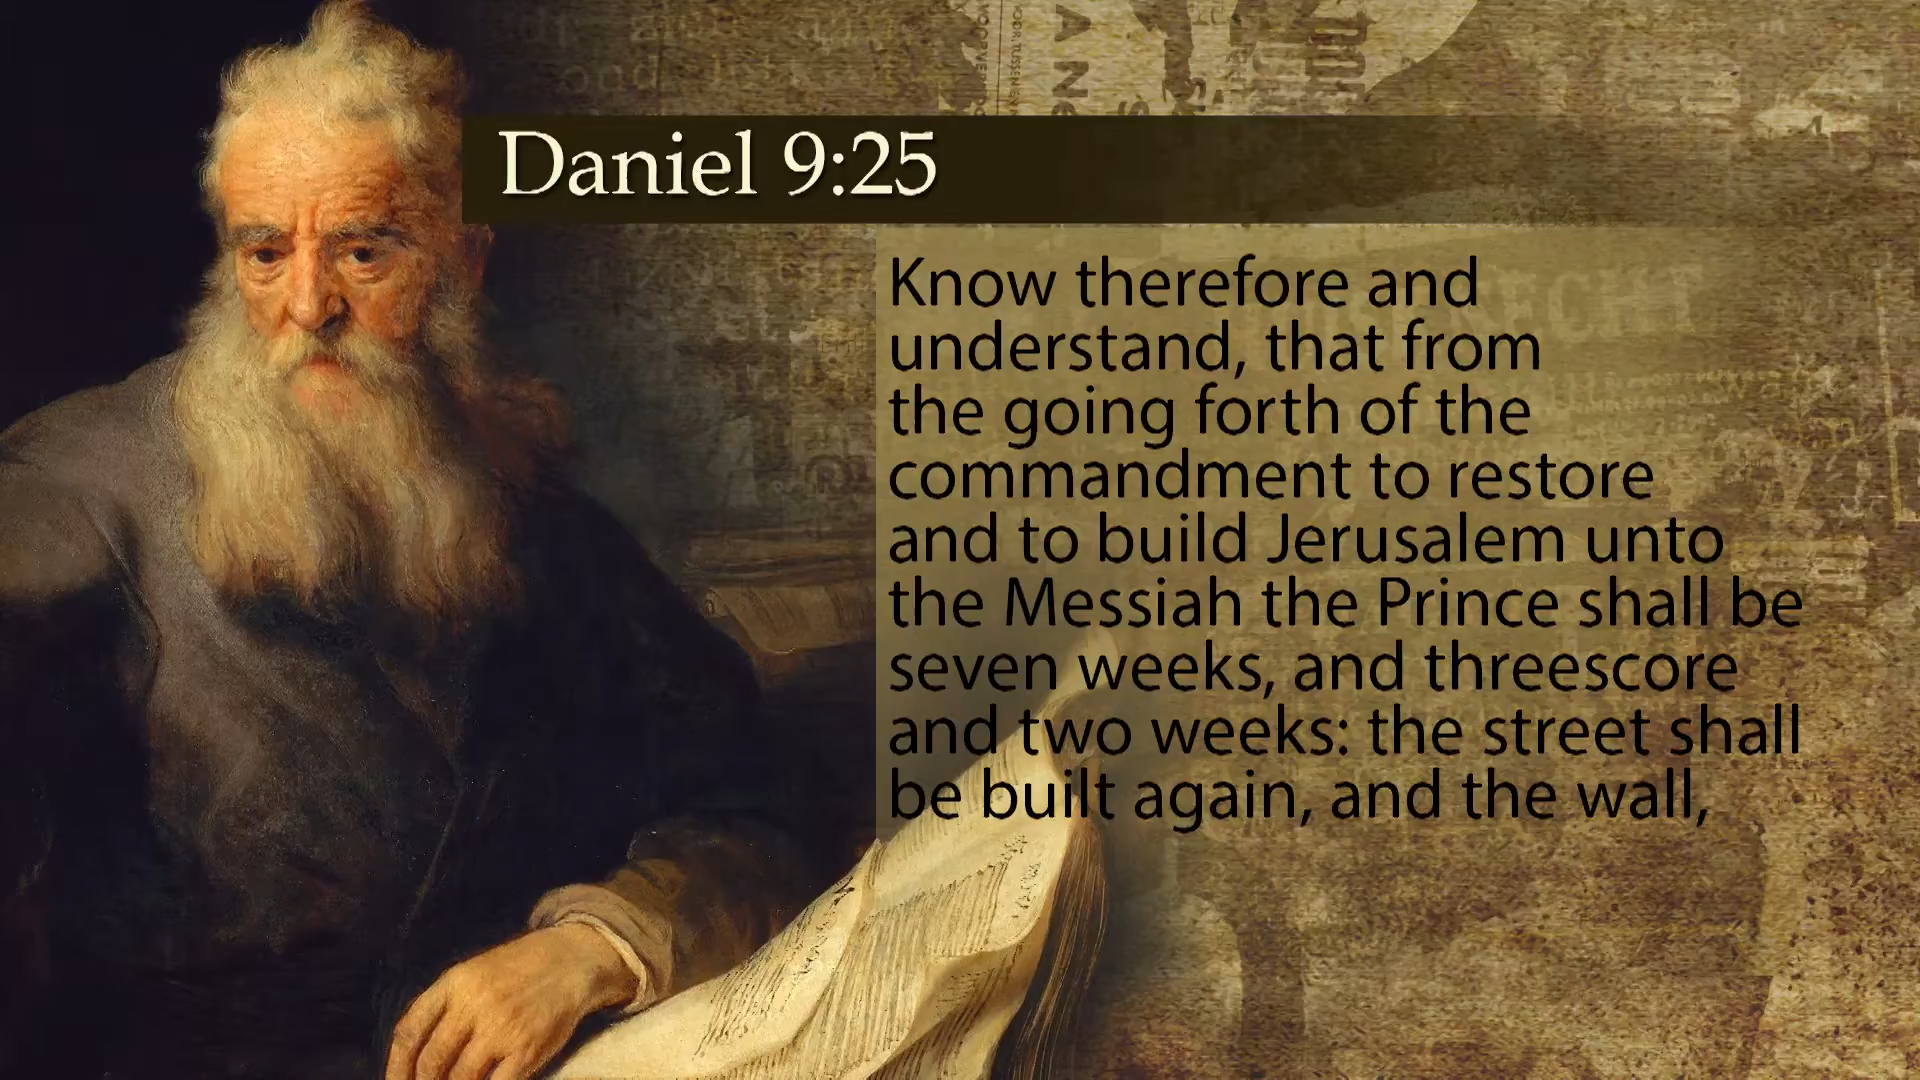 Daniel 9:25
Know therefore and
understand, that from
the going forth of the
commandment to restore
and to build Jerusalem unto
the Messiah the Prince shall be
seven weeks, and threescore
and two weeks: the street shall
be built again, and the wall,